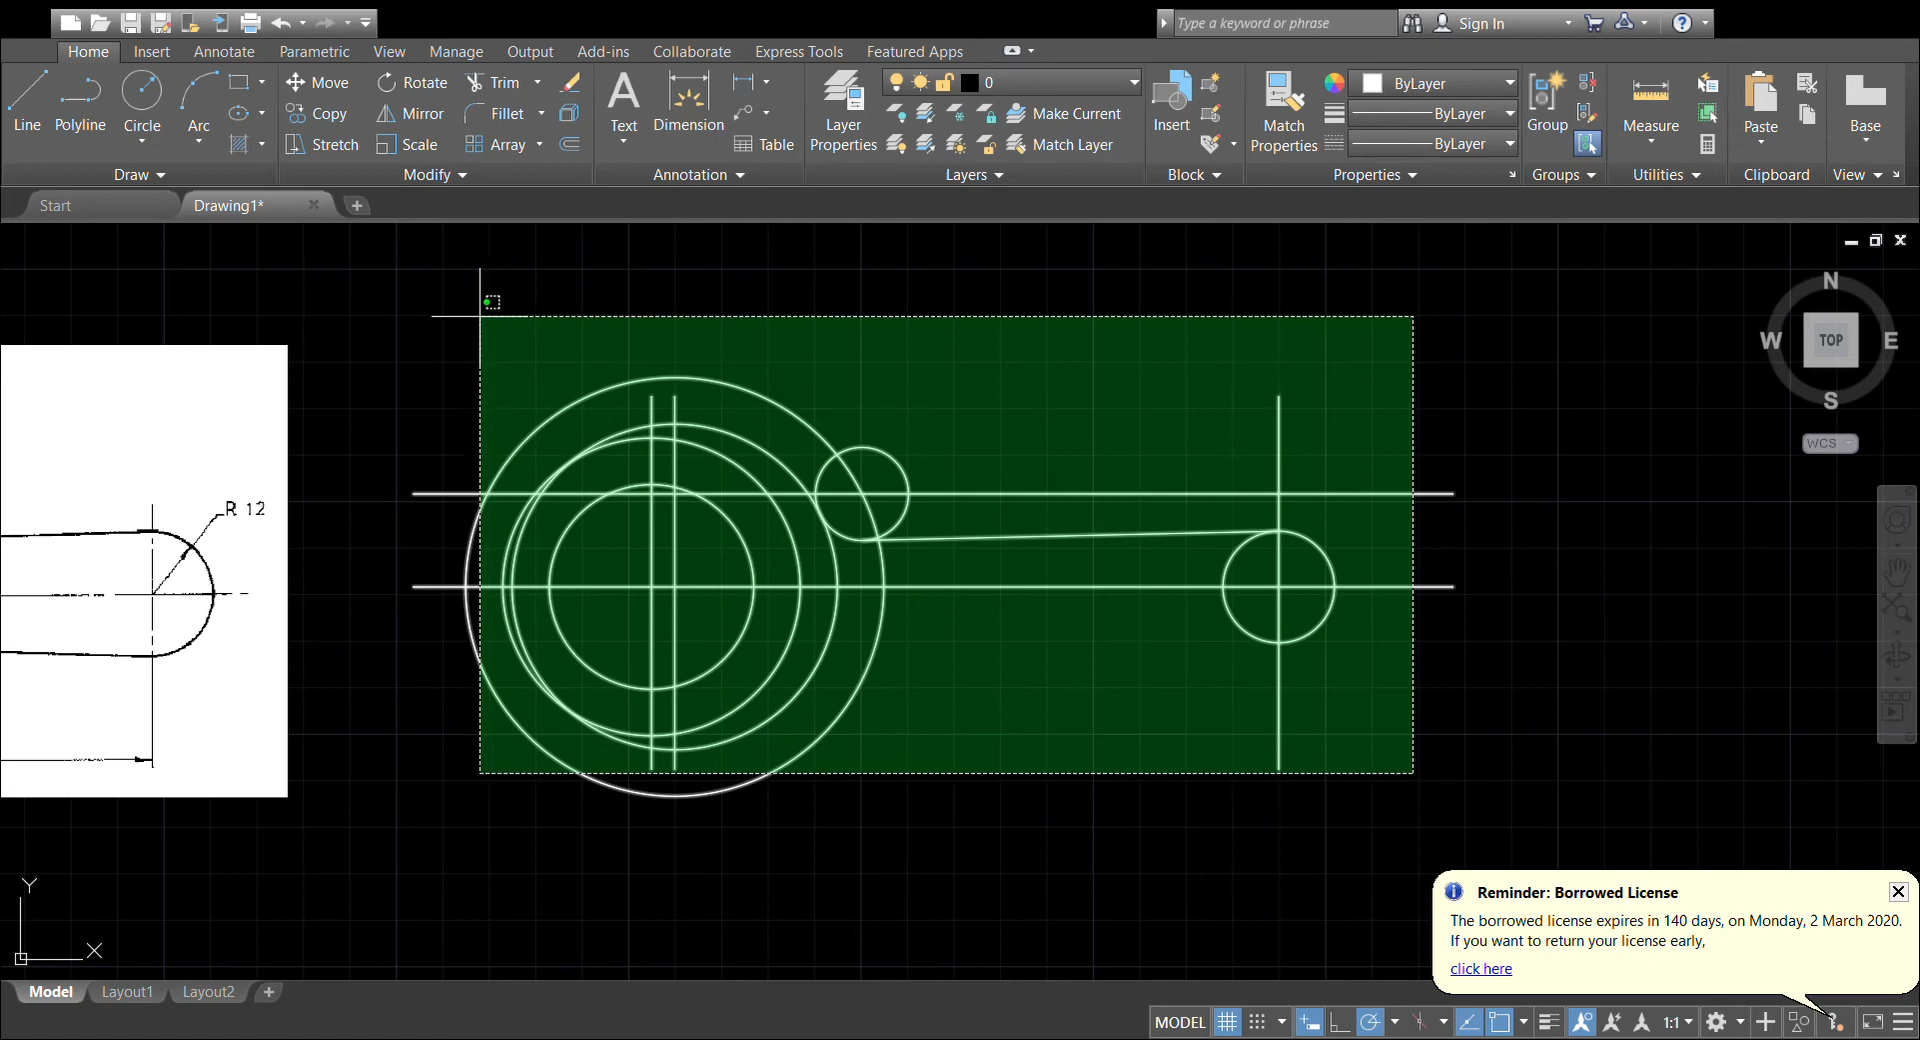 Type a keyword or phrase
Sign In
Home Insert Annotate Parametric View Manage Output Add-ins Collaborate Express Tools Featured Apps
Line Polyline Circle Arc
Move Rotate Trim
Copy Mirror Fillet
Stretch Scale Array
Text Dimension Table
Layer Properties
0
Make Current
Match Layer
Insert
Match Properties
ByLayer
ByLayer
ByLayer
Group
Measure
Paste
Base
Draw Modify Annotation Layers Block Properties Groups Utilities Clipboard View
Start Drawing1*
N
W TOP E
S
WCS
R 12
Y
X
Reminder: Borrowed License
The borrowed license expires in 140 days, on Monday, 2 March 2020.
If you want to return your license early,
click here
Model Layout1 Layout2
MODEL 1:1